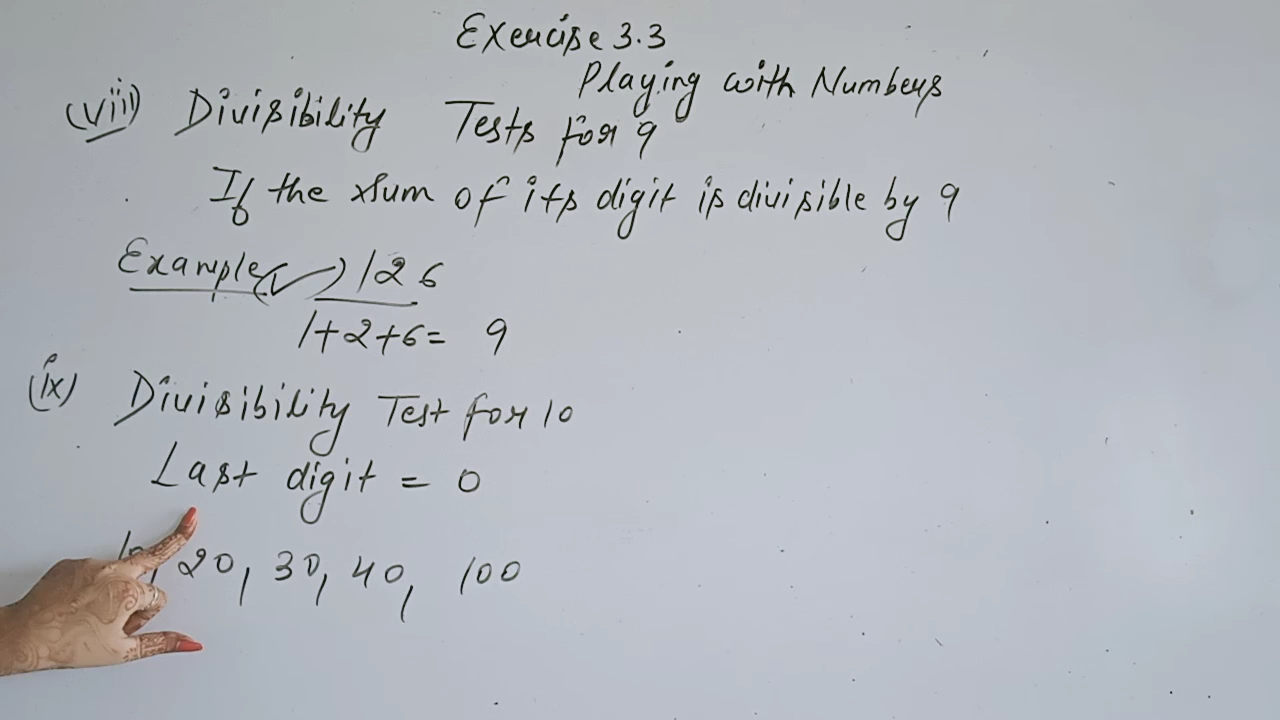 Exercise 3.3
Playing with Numbers
(viii) Divisibility Tests for 9
If the sum of its digit is divisible by 9
Example (✓) 126
1+2+6= 9
(ix) Divisibility Test for 10
Last digit = 0
20, 30, 40, 100